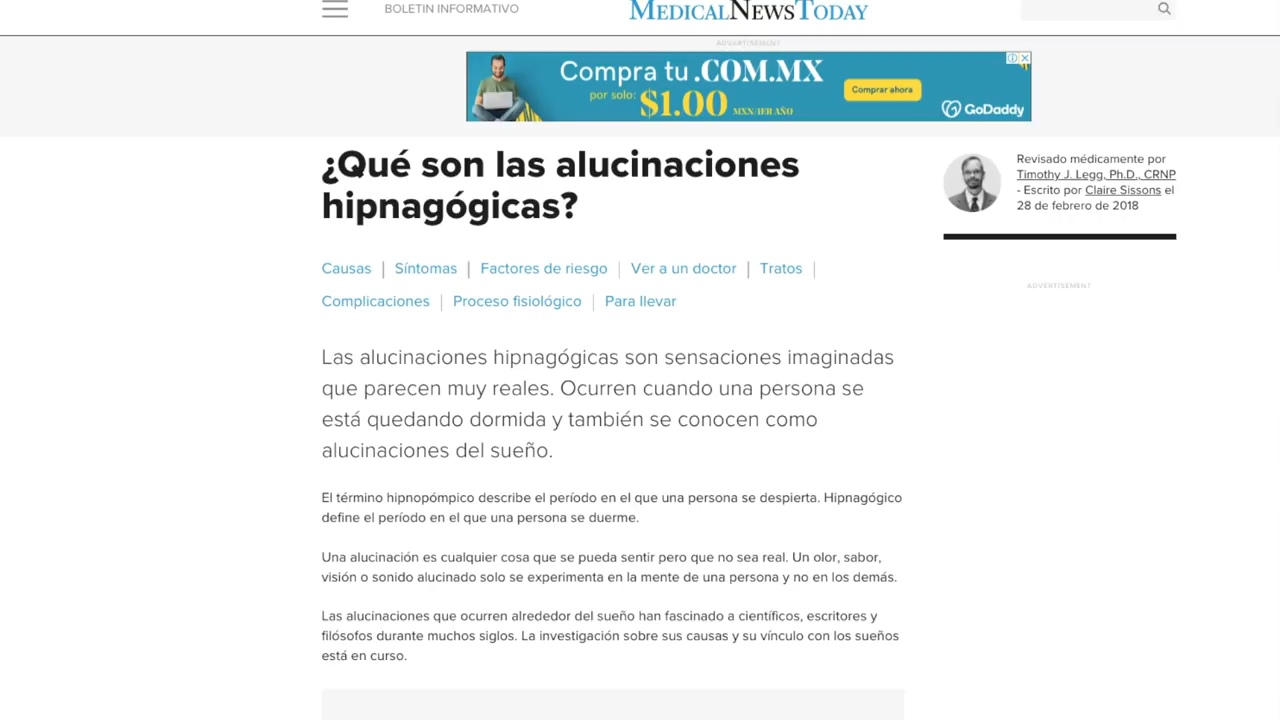 BOLETIN INFORMATIVO
MEDICALNEWSTODAY
ADVERTISEMENT
Compra tu .COM.MX
por solo: $1.00 MXN/1ER AÑO
Comprar ahora
GoDaddy
¿Qué son las alucinaciones
hipnagógicas?
Revisado médicamente por
Timothy J. Legg, Ph.D., CRNP
- Escrito por Claire Sissons el
28 de febrero de 2018
Causas | Síntomas | Factores de riesgo | Ver a un doctor | Tratos |
Complicaciones | Proceso fisiológico | Para llevar
ADVERTISEMENT
Las alucinaciones hipnagógicas son sensaciones imaginadas
que parecen muy reales. Ocurren cuando una persona se
está quedando dormida y también se conocen como
alucinaciones del sueño.
El término hipnopómpico describe el período en el que una persona se despierta. Hipnagógico
define el período en el que una persona se duerme.
Una alucinación es cualquier cosa que se pueda sentir pero que no sea real. Un olor, sabor,
visión o sonido alucinado solo se experimenta en la mente de una persona y no en los demás.
Las alucinaciones que ocurren alrededor del sueño han fascinado a científicos, escritores y
filósofos durante muchos siglos. La investigación sobre sus causas y su vínculo con los sueños
está en curso.